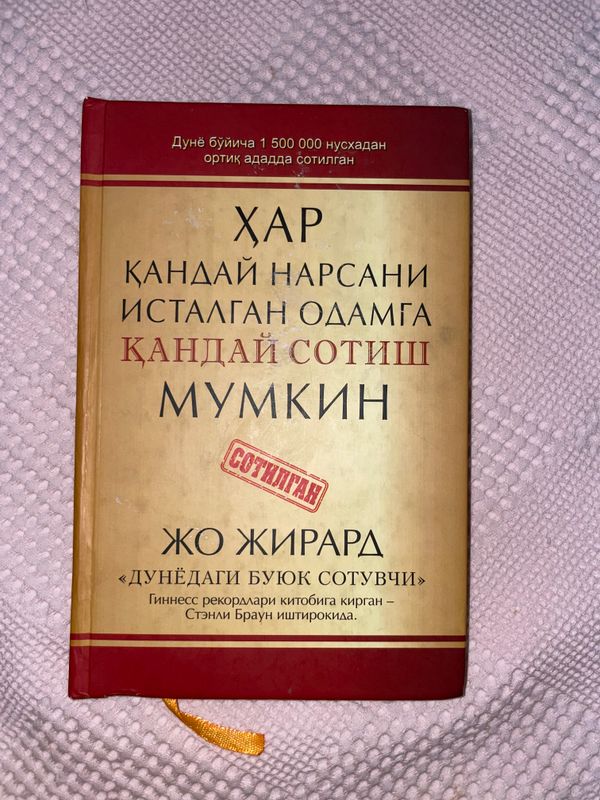 Дунё бўйича 1 500 000 нусхадан
ортиқ ададда сотилган
ҲАР
ҚАНДАЙ НАРСАНИ
ИСТАЛГАН ОДАМГА
ҚАНДАЙ СОТИШ
МУМКИН
СОТИЛГАН
ЖО ЖИРАРД
«ДУНЁДАГИ БУЮК СОТУВЧИ»
Гиннесс рекордлари китобига кирган –
Стэнли Браун иштирокида.